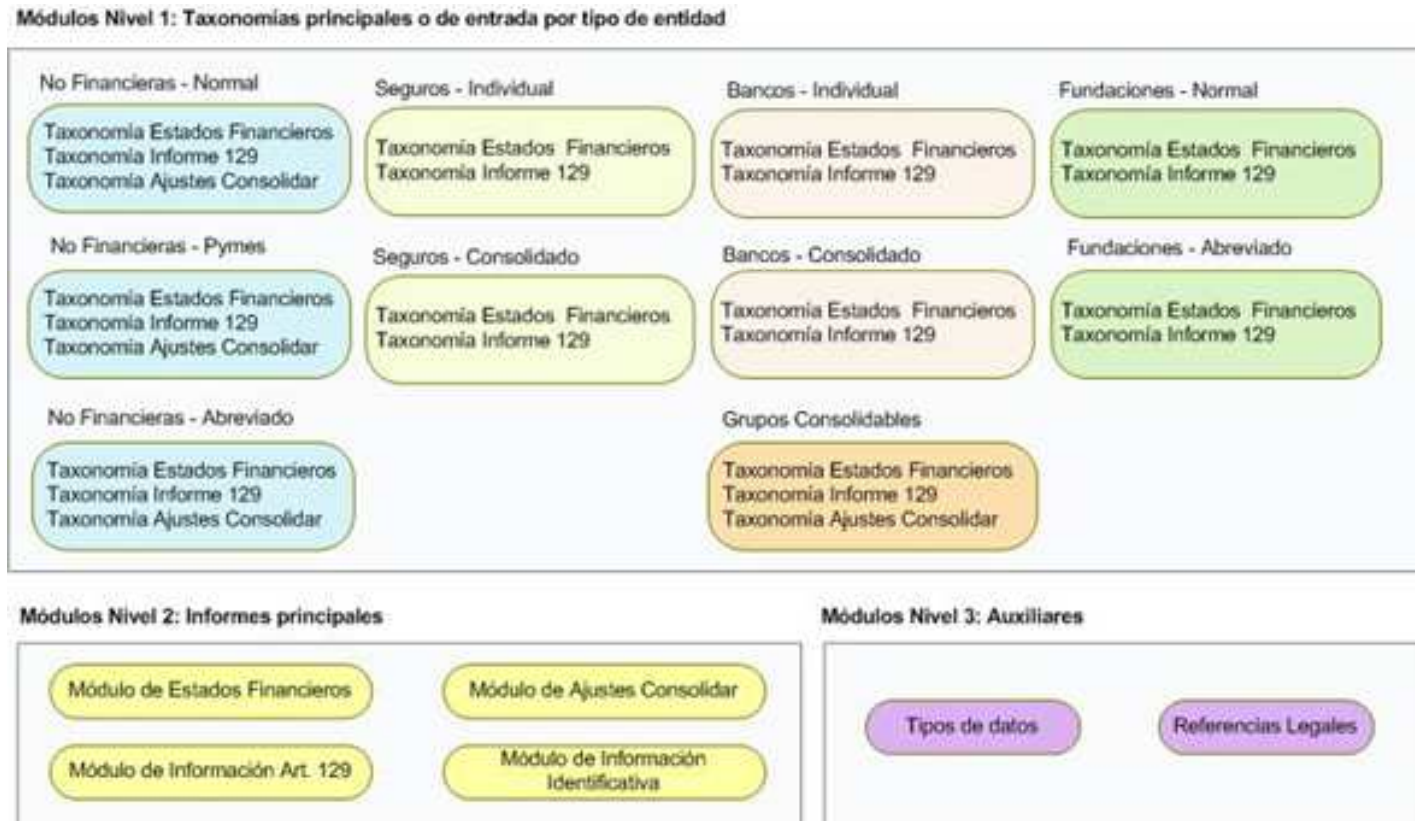 Módulos Nivel 1: Taxonomías principales o de entrada por tipo de entidad
No Financieras - Normal
Taxonomía Estados Financieros
Taxonomía Informe 129
Taxonomía Ajustes Consolidar
Seguros - Individual
Taxonomía Estados Financieros
Taxonomía Informe 129
Bancos - Individual
Taxonomía Estados Financieros
Taxonomía Informe 129
Fundaciones - Normal
Taxonomía Estados Financieros
Taxonomía Informe 129
No Financieras - Pymes
Taxonomía Estados Financieros
Taxonomía Informe 129
Taxonomía Ajustes Consolidar
Seguros - Consolidado
Taxonomía Estados Financieros
Taxonomía Informe 129
Bancos - Consolidado
Taxonomía Estados Financieros
Taxonomía Informe 129
Fundaciones - Abreviado
Taxonomía Estados Financieros
Taxonomía Informe 129
No Financieras - Abreviado
Taxonomía Estados Financieros
Taxonomía Informe 129
Taxonomía Ajustes Consolidar
Grupos Consolidables
Taxonomía Estados Financieros
Taxonomía Informe 129
Taxonomía Ajustes Consolidar
Módulos Nivel 2: Informes principales
Módulo de Estados Financieros
Módulo de Ajustes Consolidar
Módulo de Información Art. 129
Módulo de Información
Identificativa
Módulos Nivel 3: Auxiliares
Tipos de datos
Referencias Legales